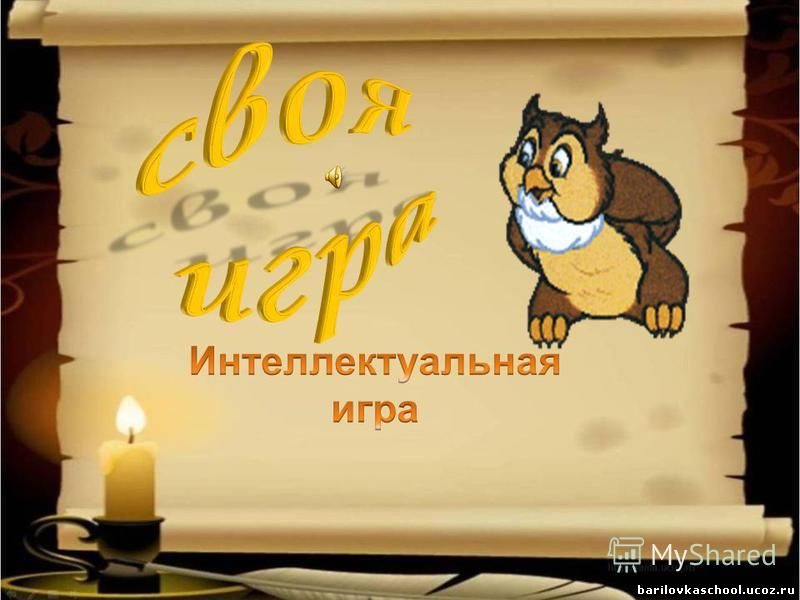 своя
игра
Интеллектуальная
игра
MyShared
barilovkaschool.ucoz.ru